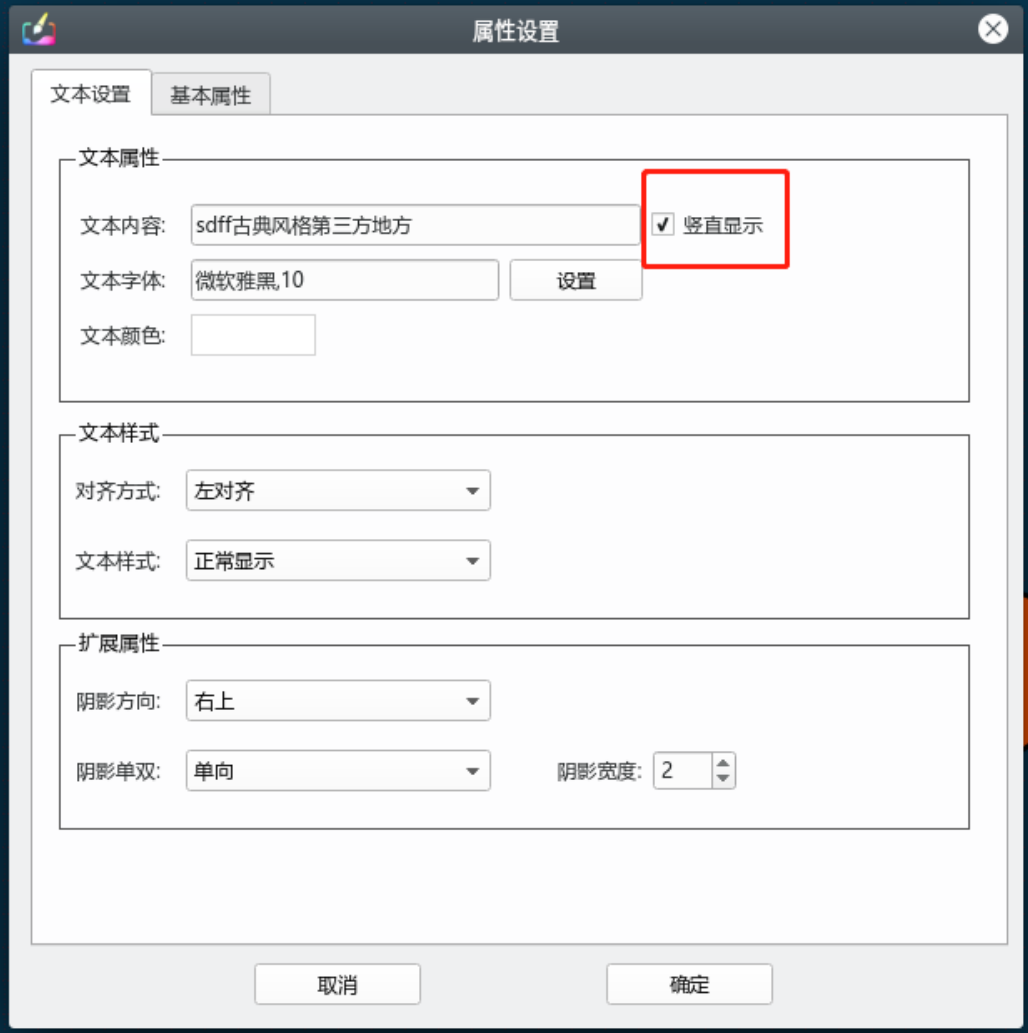 属性设置
文本设置 基本属性
文本属性
文本内容: sdff古典风格第三方地方 竖直显示
文本字体: 微软雅黑,10 设置
文本颜色:
文本样式
对齐方式: 左对齐
文本样式: 正常显示
扩展属性
阴影方向: 右上
阴影单双: 单向 阴影宽度: 2
取消 确定